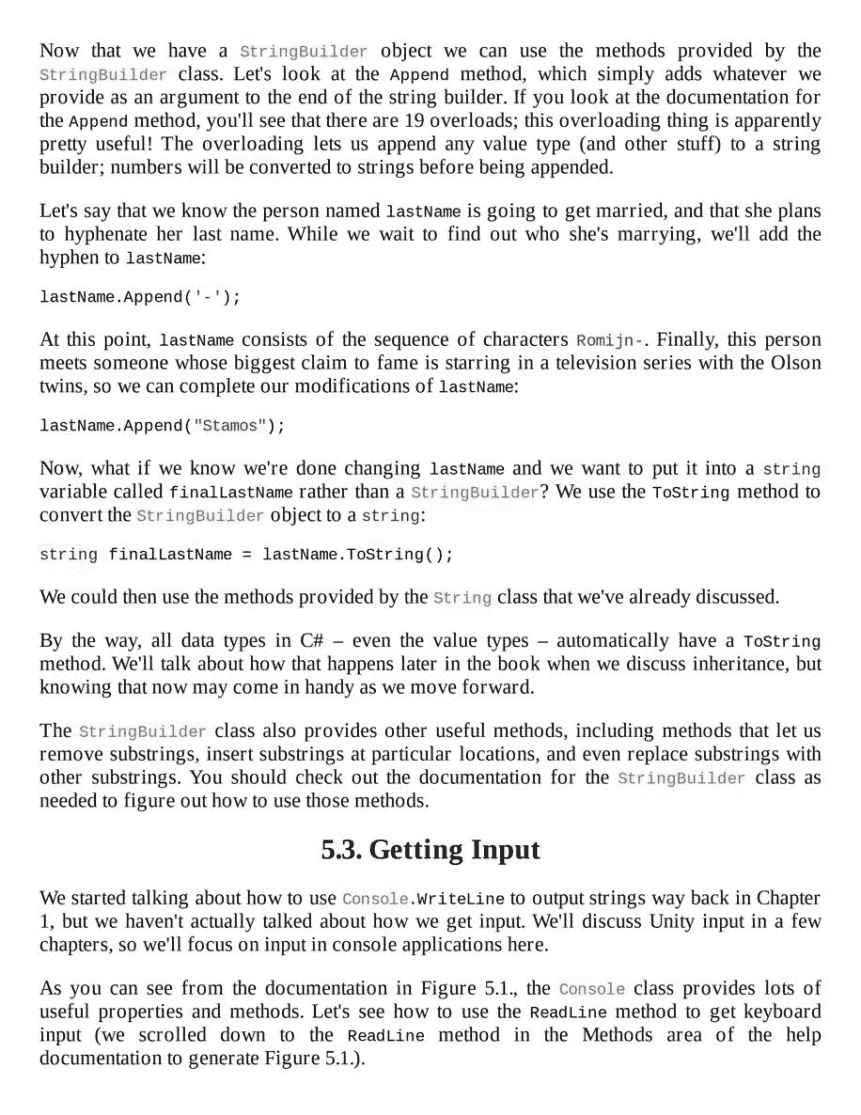 Now that we have a StringBuilder object we can use the methods provided by the
StringBuilder class. Let's look at the Append method, which simply adds whatever we
provide as an argument to the end of the string builder. If you look at the documentation for
the Append method, you'll see that there are 19 overloads; this overloading thing is apparently
pretty useful! The overloading lets us append any value type (and other stuff) to a string
builder; numbers will be converted to strings before being appended.
Let's say that we know the person named lastName is going to get married, and that she plans
to hyphenate her last name. While we wait to find out who she's marrying, we'll add the
hyphen to lastName:
lastName.Append('-');
At this point, lastName consists of the sequence of characters Romijn-. Finally, this person
meets someone whose biggest claim to fame is starring in a television series with the Olson
twins, so we can complete our modifications of lastName:
lastName.Append("Stamos");
Now, what if we know we're done changing lastName and we want to put it into a string
variable called finalLastName rather than a StringBuilder? We use the ToString method to
convert the StringBuilder object to a string:
string finalLastName = lastName.ToString();
We could then use the methods provided by the String class that we've already discussed.
By the way, all data types in C# – even the value types – automatically have a ToString
method. We'll talk about how that happens later in the book when we discuss inheritance, but
knowing that now may come in handy as we move forward.
The StringBuilder class also provides other useful methods, including methods that let us
remove substrings, insert substrings at particular locations, and even replace substrings with
other substrings. You should check out the documentation for the StringBuilder class as
needed to figure out how to use those methods.
5.3. Getting Input
We started talking about how to use Console.WriteLine to output strings way back in Chapter
1, but we haven't actually talked about how we get input. We'll discuss Unity input in a few
chapters, so we'll focus on input in console applications here.
As you can see from the documentation in Figure 5.1., the Console class provides lots of
useful properties and methods. Let's see how to use the ReadLine method to get keyboard
input (we scrolled down to the ReadLine method in the Methods area of the help
documentation to generate Figure 5.1.).